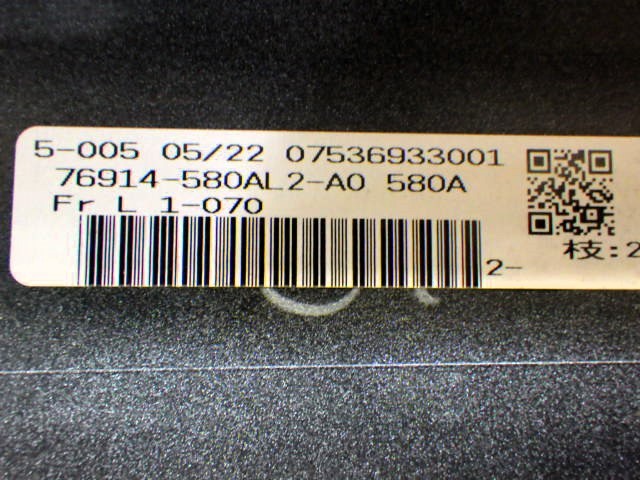 5-005 05/22 07536933001
76914-580AL2-A0 580A
Fr L 1-070
2-
枝:2